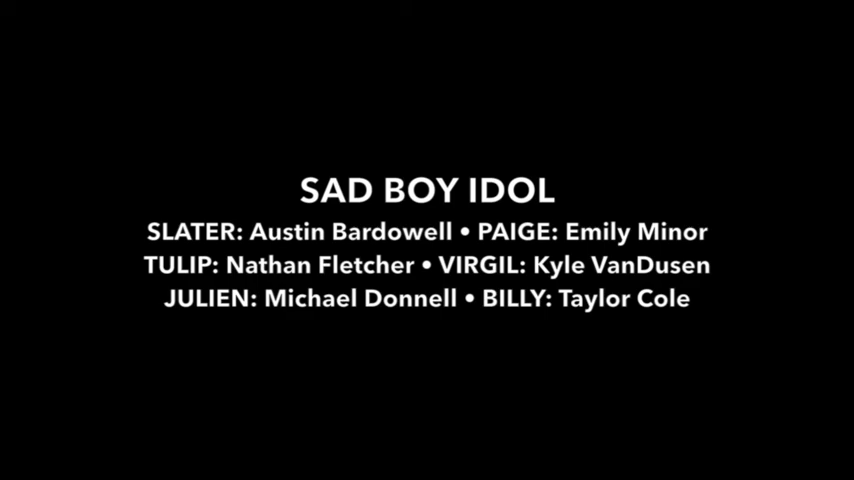 SAD BOY IDOL
SLATER: Austin Bardowell • PAIGE: Emily Minor
TULIP: Nathan Fletcher • VIRGIL: Kyle VanDusen
JULIEN: Michael Donnell • BILLY: Taylor Cole